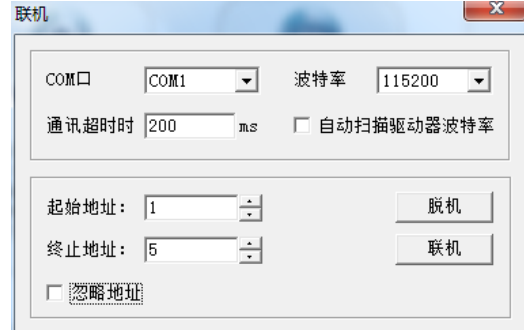 联机
COM口 COM1 波特率 115200
通讯超时时 200 ms 自动扫描驱动器波特率
起始地址： 1 脱机
终止地址： 5 联机
忽略地址